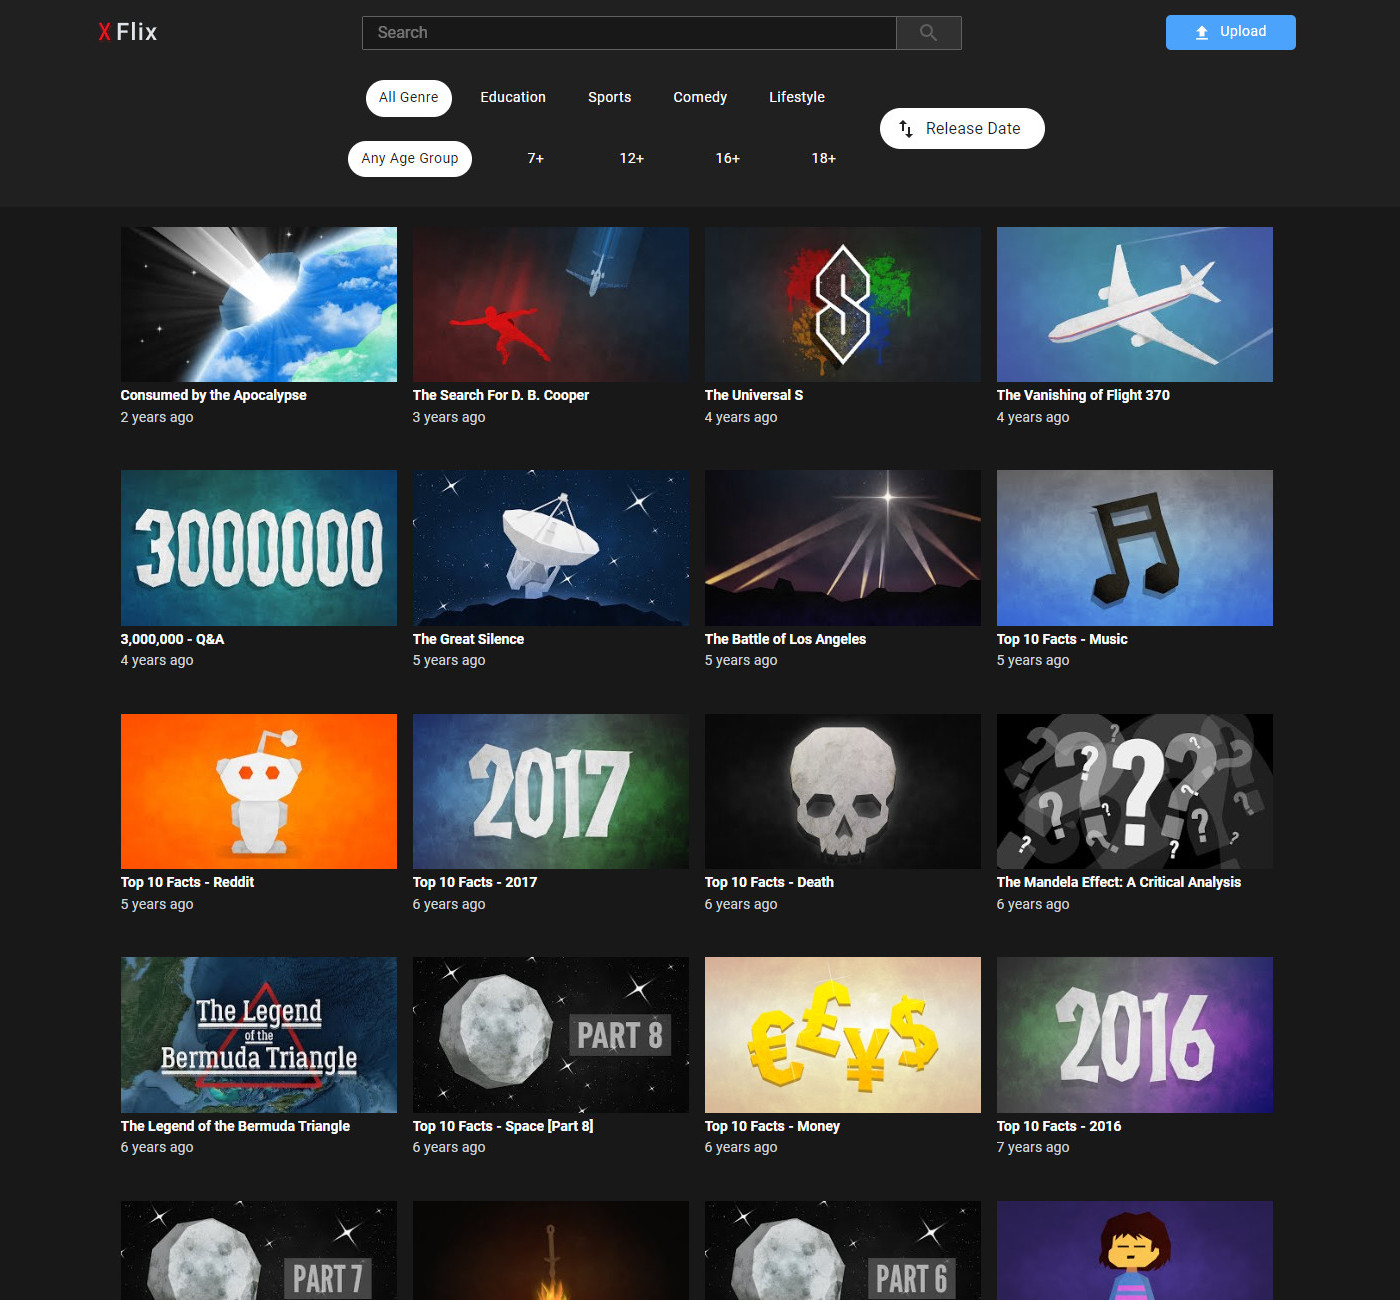 X Flix
Search
Upload
All Genre Education Sports Comedy Lifestyle
Release Date
Any Age Group 7+ 12+ 16+ 18+
S
Consumed by the Apocalypse The Search For D. B. Cooper The Universal S The Vanishing of Flight 370
2 years ago 3 years ago 4 years ago 4 years ago
3000000
3,000,000 - Q&A The Great Silence The Battle of Los Angeles Top 10 Facts - Music
4 years ago 5 years ago 5 years ago 5 years ago
2017
? ? ? ? ? ? ? ? ? ? ? ? ?
Top 10 Facts - Reddit Top 10 Facts - 2017 Top 10 Facts - Death The Mandela Effect: A Critical Analysis
5 years ago 6 years ago 6 years ago 6 years ago
The Legend
of the
Bermuda Triangle
PART 8
€ £ ¥ $
2016
The Legend of the Bermuda Triangle Top 10 Facts - Space [Part 8] Top 10 Facts - Money Top 10 Facts - 2016
6 years ago 6 years ago 6 years ago 7 years ago
PART 7 PART 6